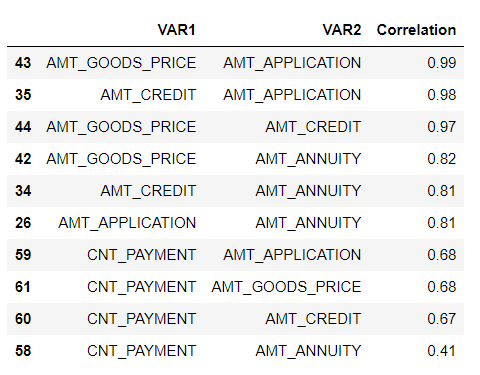 VAR1 VAR2 Correlation
43 AMT_GOODS_PRICE AMT_APPLICATION 0.99
35 AMT_CREDIT AMT_APPLICATION 0.98
44 AMT_GOODS_PRICE AMT_CREDIT 0.97
42 AMT_GOODS_PRICE AMT_ANNUITY 0.82
34 AMT_CREDIT AMT_ANNUITY 0.81
26 AMT_APPLICATION AMT_ANNUITY 0.81
59 CNT_PAYMENT AMT_APPLICATION 0.68
61 CNT_PAYMENT AMT_GOODS_PRICE 0.68
60 CNT_PAYMENT AMT_CREDIT 0.67
58 CNT_PAYMENT AMT_ANNUITY 0.41